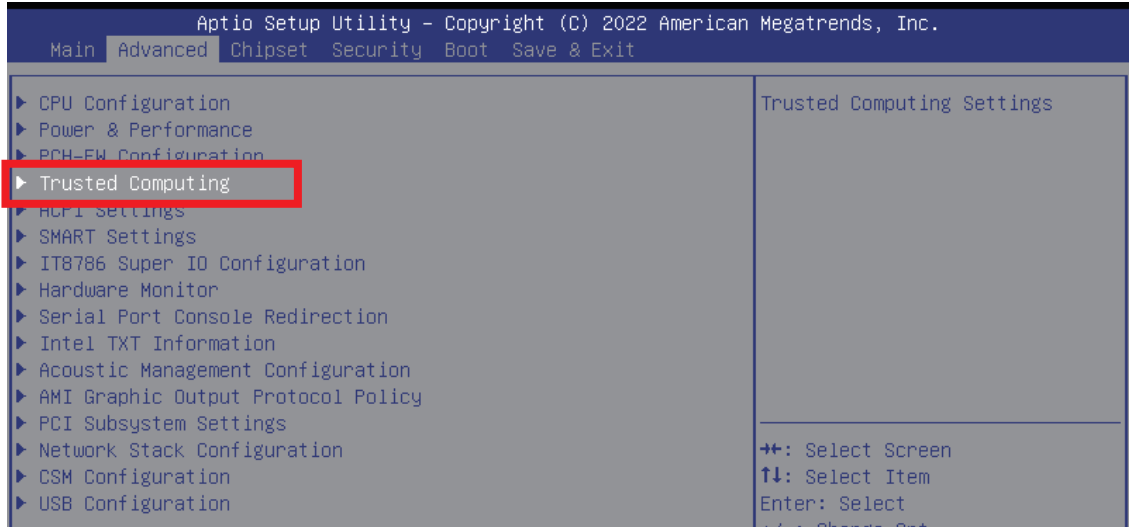 Aptio Setup Utility – Copyright (C) 2022 American Megatrends, Inc.
Main Advanced Chipset Security Boot Save & Exit
CPU Configuration
Power & Performance
PCH-FW Configuration
Trusted Computing
ACPI Settings
SMART Settings
IT8786 Super IO Configuration
Hardware Monitor
Serial Port Console Redirection
Intel TXT Information
Acoustic Management Configuration
AMI Graphic Output Protocol Policy
PCI Subsystem Settings
Network Stack Configuration
CSM Configuration
USB Configuration
Trusted Computing Settings
→←: Select Screen
↑↓: Select Item
Enter: Select
+/-: Change Opt.